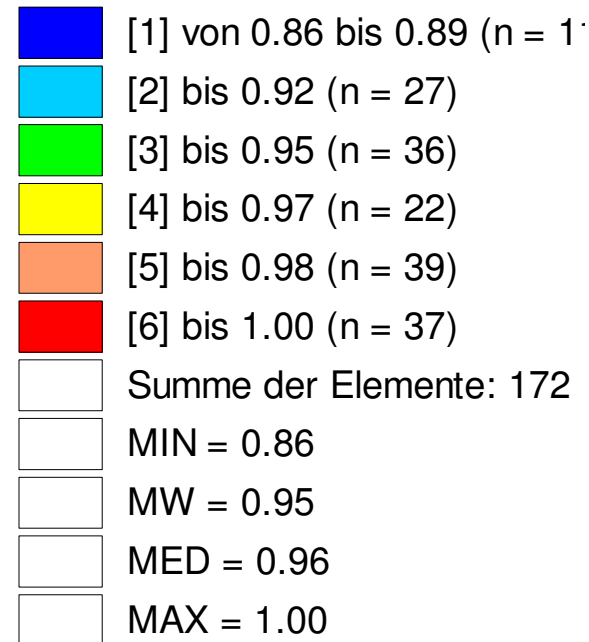 [1] von 0.86 bis 0.89 (n = 1
[2] bis 0.92 (n = 27)
[3] bis 0.95 (n = 36)
[4] bis 0.97 (n = 22)
[5] bis 0.98 (n = 39)
[6] bis 1.00 (n = 37)
Summe der Elemente: 172
MIN = 0.86
MW = 0.95
MED = 0.96
MAX = 1.00